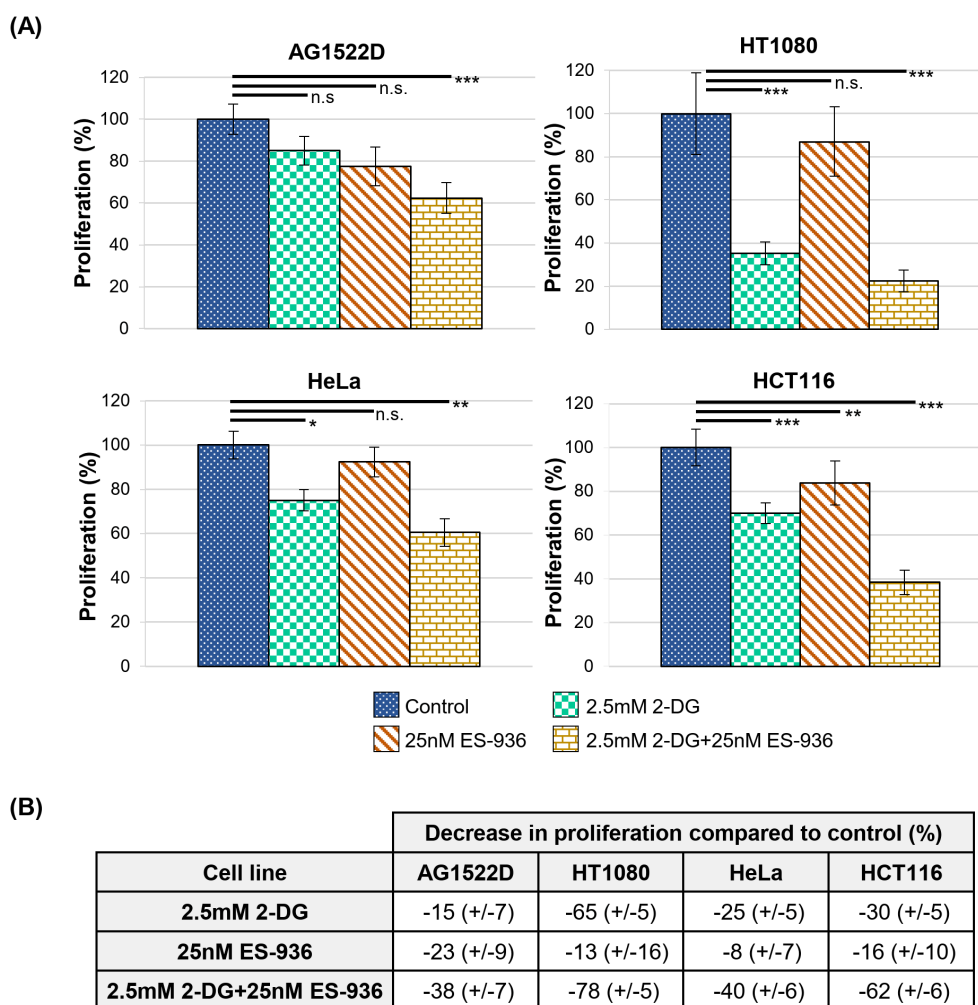 (A)
AG1522D
Proliferation (%)
120
100
80
60
40
20
0
n.s
n.s.
***
HT1080
Proliferation (%)
120
100
80
60
40
20
0
***
n.s.
***
HeLa
Proliferation (%)
120
100
80
60
40
20
0
*
n.s.
**
HCT116
Proliferation (%)
120
100
80
60
40
20
0
***
**
***
Control
2.5mM 2-DG
25nM ES-936
2.5mM 2-DG+25nM ES-936
(B)
Decrease in proliferation compared to control (%)
Cell line AG1522D HT1080 HeLa HCT116
2.5mM 2-DG -15 (+/-7) -65 (+/-5) -25 (+/-5) -30 (+/-5)
25nM ES-936 -23 (+/-9) -13 (+/-16) -8 (+/-7) -16 (+/-10)
2.5mM 2-DG+25nM ES-936 -38 (+/-7) -78 (+/-5) -40 (+/-6) -62 (+/-6)